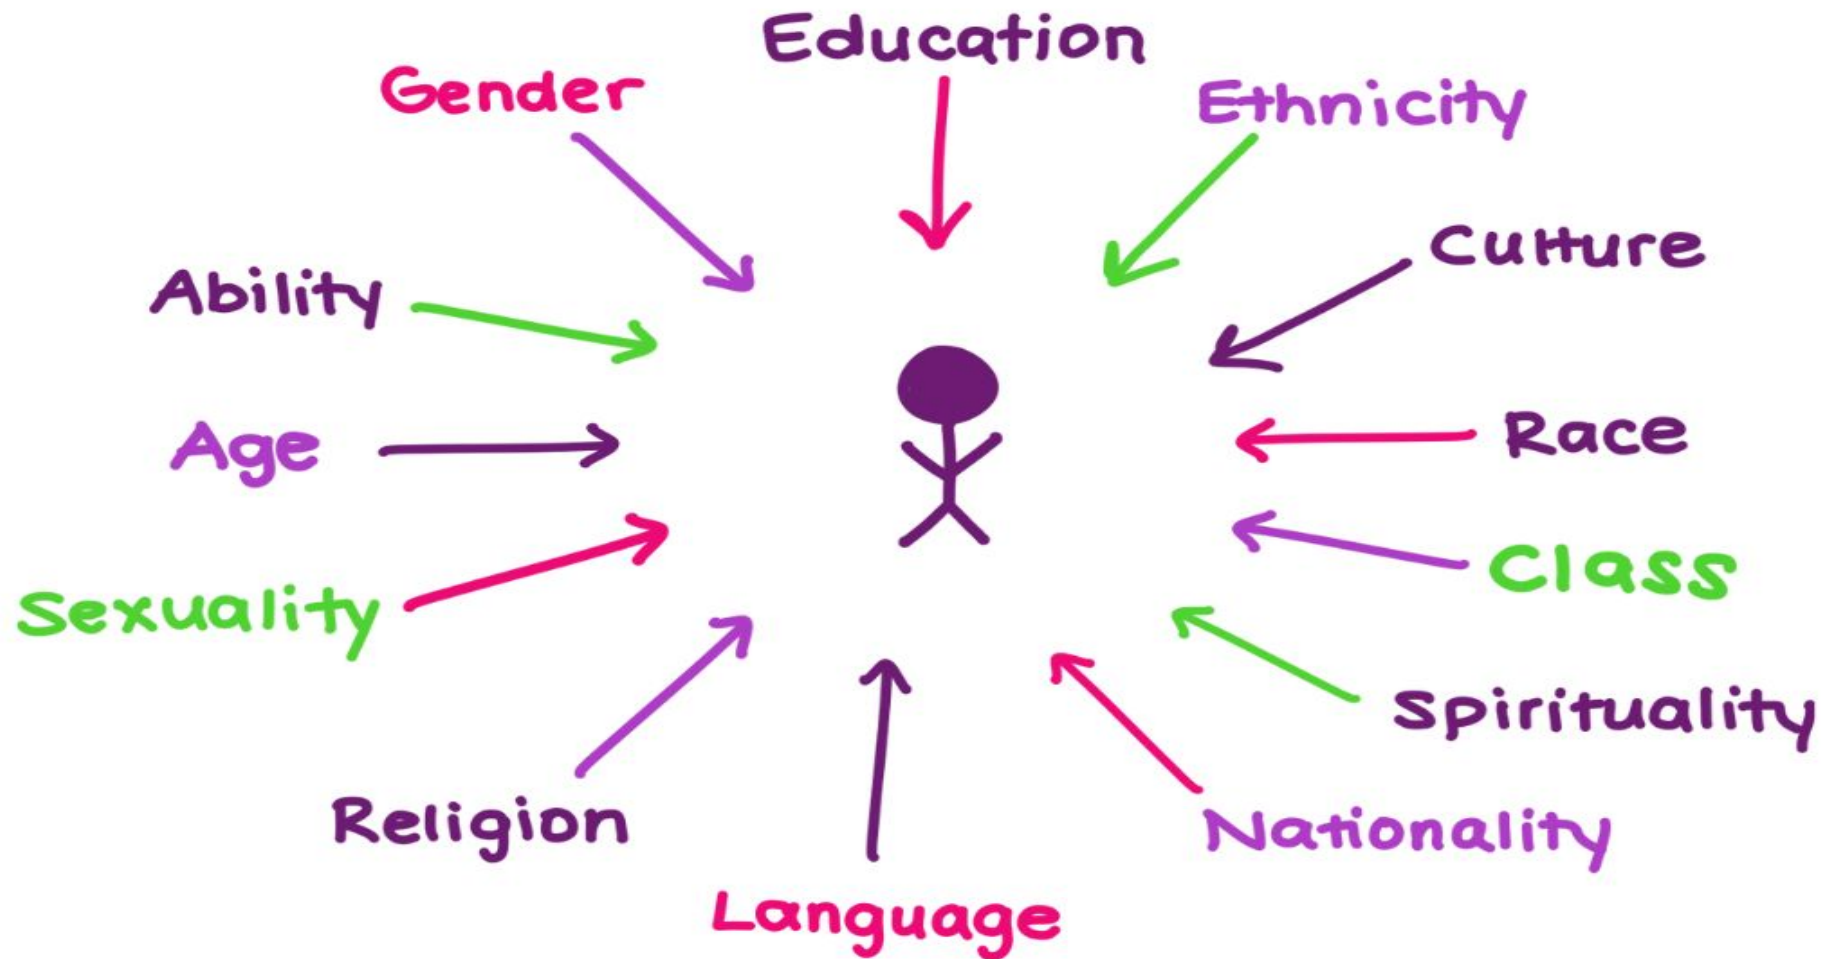 Education
Gender
Ethnicity
Culture
Ability
Race
Age
Class
Sexuality
Spirituality
Religion
Nationality
Language